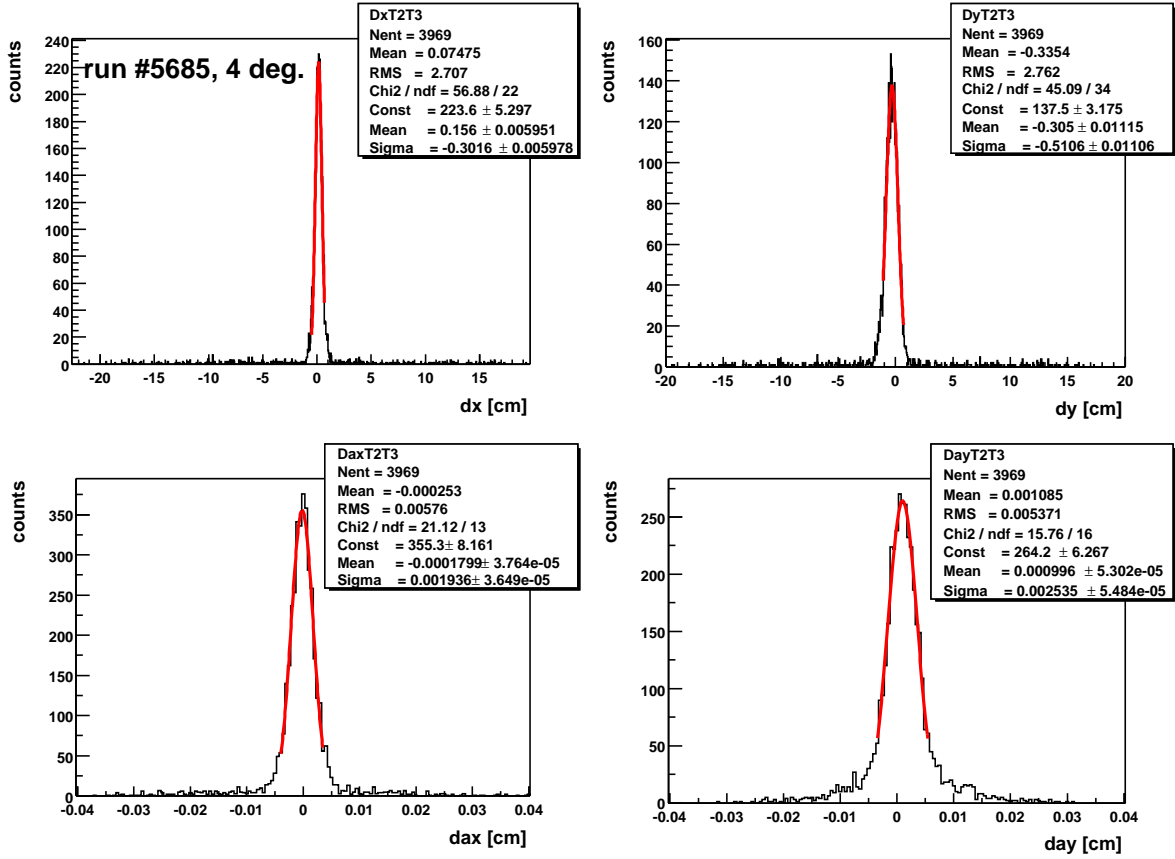 DxT2T3
Nent = 3969
Mean = 0.07475
RMS = 2.707
Chi2 / ndf = 56.88 / 22
Const = 223.6 ± 5.297
Mean = 0.156 ± 0.005951
Sigma = -0.3016 ± 0.005978
run #5685, 4 deg.
counts
240
220
200
180
160
140
120
100
80
60
40
20
0
-20 -15 -10 -5 0 5 10 15
dx [cm]
DyT2T3
Nent = 3969
Mean = -0.3354
RMS = 2.762
Chi2 / ndf = 45.09 / 34
Const = 137.5 ± 3.175
Mean = -0.305 ± 0.01115
Sigma = -0.5106 ± 0.01106
counts
160
140
120
100
80
60
40
20
0
-20 -15 -10 -5 0 5 10 15 20
dy [cm]
DaxT2T3
Nent = 3969
Mean = -0.000253
RMS = 0.00576
Chi2 / ndf = 21.12 / 13
Const = 355.3± 8.161
Mean = -0.0001799± 3.764e-05
Sigma = 0.001936± 3.649e-05
counts
350
300
250
200
150
100
50
0
-0.04 -0.03 -0.02 -0.01 0 0.01 0.02 0.03 0.04
dax [cm]
DayT2T3
Nent = 3969
Mean = 0.001085
RMS = 0.005371
Chi2 / ndf = 15.76 / 16
Const = 264.2 ± 6.267
Mean = 0.000996 ± 5.302e-05
Sigma = 0.002535 ± 5.484e-05
counts
250
200
150
100
50
0
-0.04 -0.03 -0.02 -0.01 0 0.01 0.02 0.03 0.04
day [cm]